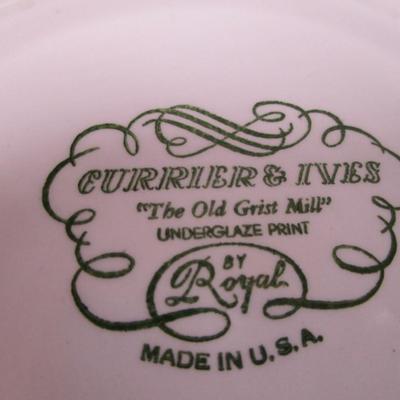 CURRIER & IVES
"The Old Grist Mill"
UNDERGLAZE PRINT
BY
Royal
MADE IN U.S.A.